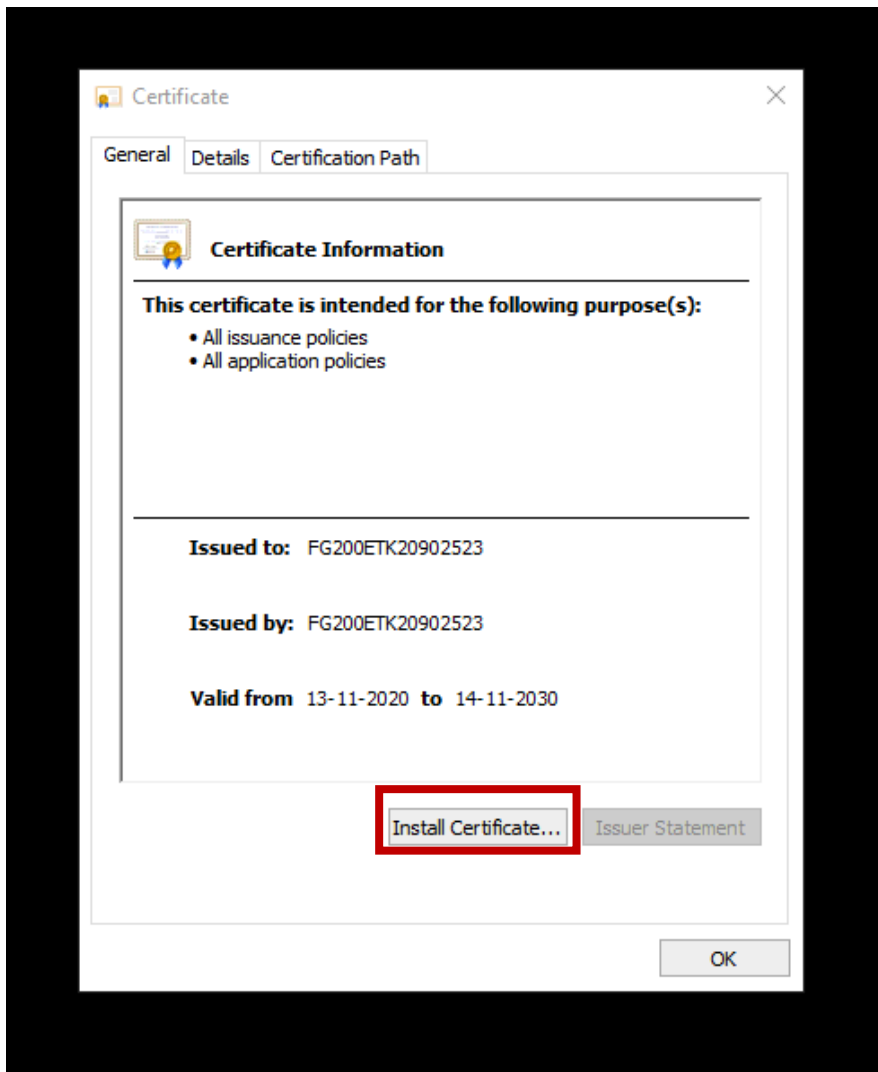 Certificate
General Details Certification Path
Certificate Information
This certificate is intended for the following purpose(s):
• All issuance policies
• All application policies
Issued to: FG200ETK20902523
Issued by: FG200ETK20902523
Valid from 13-11-2020 to 14-11-2030
Install Certificate... Issuer Statement
OK